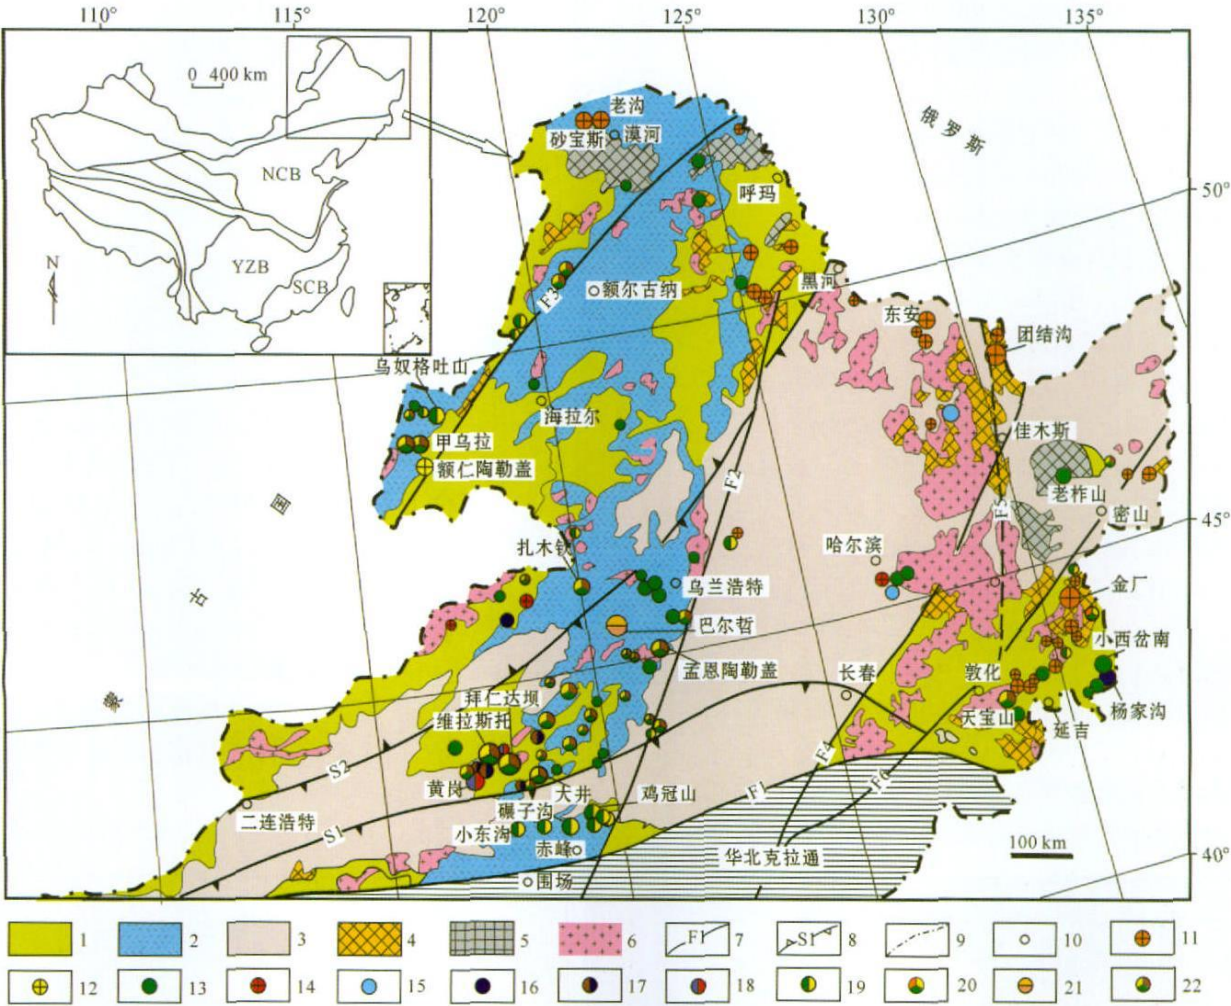 110° 115° 120° 125° 130° 135°
0 400 km
NCB
YZB
SCB
N
老沟
砂宝斯 漠河
俄罗斯
50°
呼玛
黑河
额尔古纳
F3
东安
团结沟
乌奴格吐山
海拉尔
佳木斯
甲乌拉
额仁陶勒盖
F2
老柞山
F5
密山
45°
国
扎木钦
哈尔滨
乌兰浩特
金厂
古
巴尔哲
小西岔南
孟恩陶勒盖
长春
敦化
蒙
拜仁达坝
维拉斯托
杨家沟
天宝山
延吉
S2
F4
黄岗
大井
鸡冠山
F1
F6
二连浩特
碾子沟
S1
小东沟
100 km
赤峰
华北克拉通
40°
围场
1 2 3 4 5 6 F1 7 S1 8 9 10 11
12 13 14 15 16 17 18 19 20 21 22